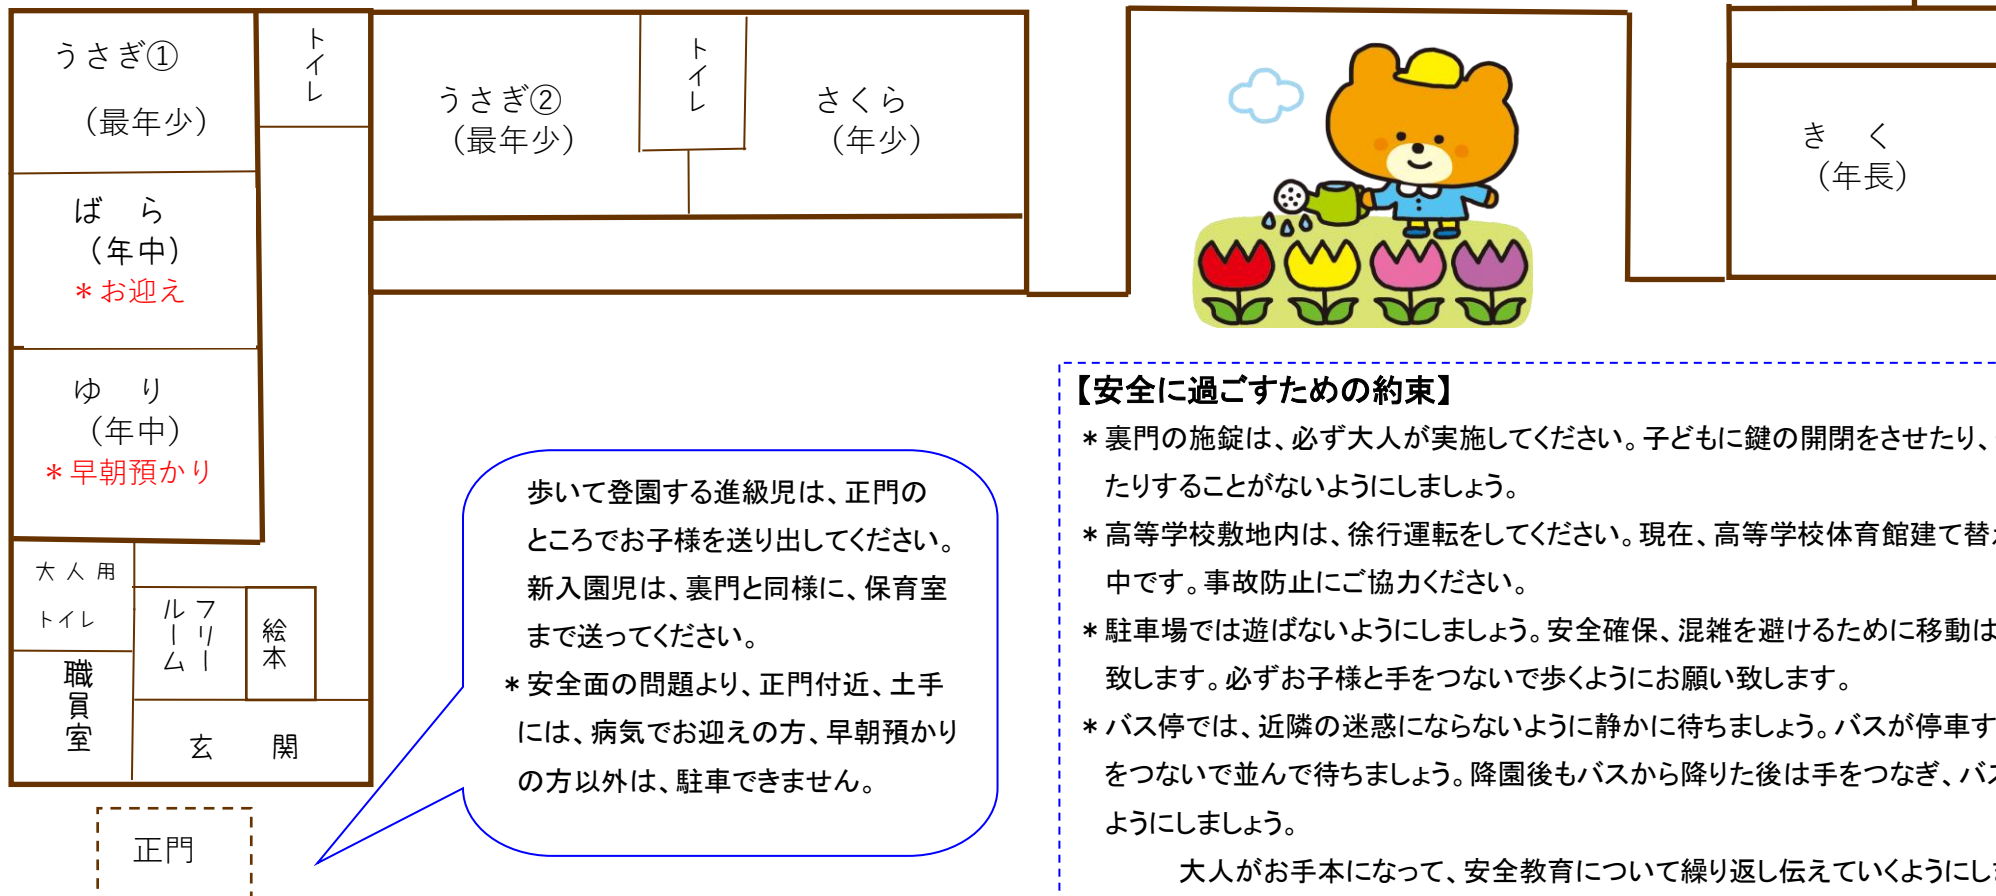 うさぎ①
（最年少）
トイレ
うさぎ②
（最年少）
トイレ
さくら
（年少）
き　く
（年長）
ば　ら
（年中）
＊お迎え
ゆ　り
（年中）
＊早朝預かり
大人用
トイレ
フリー
ルーム
絵本
職員室
玄　関
正門
歩いて登園する進級児は、正門の
ところでお子様を送り出してください。
新入園児は、裏門と同様に、保育室
まで送ってください。
＊安全面の問題より、正門付近、土手
には、病気でお迎えの方、早朝預かり
の方以外は、駐車できません。
【安全に過ごすための約束】
＊裏門の施錠は、必ず大人が実施してください。子どもに鍵の開閉をさせたり、
たりすることがないようにしましょう。
＊高等学校敷地内は、徐行運転をしてください。現在、高等学校体育館建て替
中です。事故防止にご協力ください。
＊駐車場では遊ばないようにしましょう。安全確保、混雑を避けるために移動は
致します。必ずお子様と手をつないで歩くようにお願い致します。
＊バス停では、近隣の迷惑にならないように静かに待ちましょう。バスが停車す
をつないで並んで待ちましょう。降園後もバスから降りた後は手をつなぎ、バス
ようにしましょう。
大人がお手本になって、安全教育について繰り返し伝えていくようにし